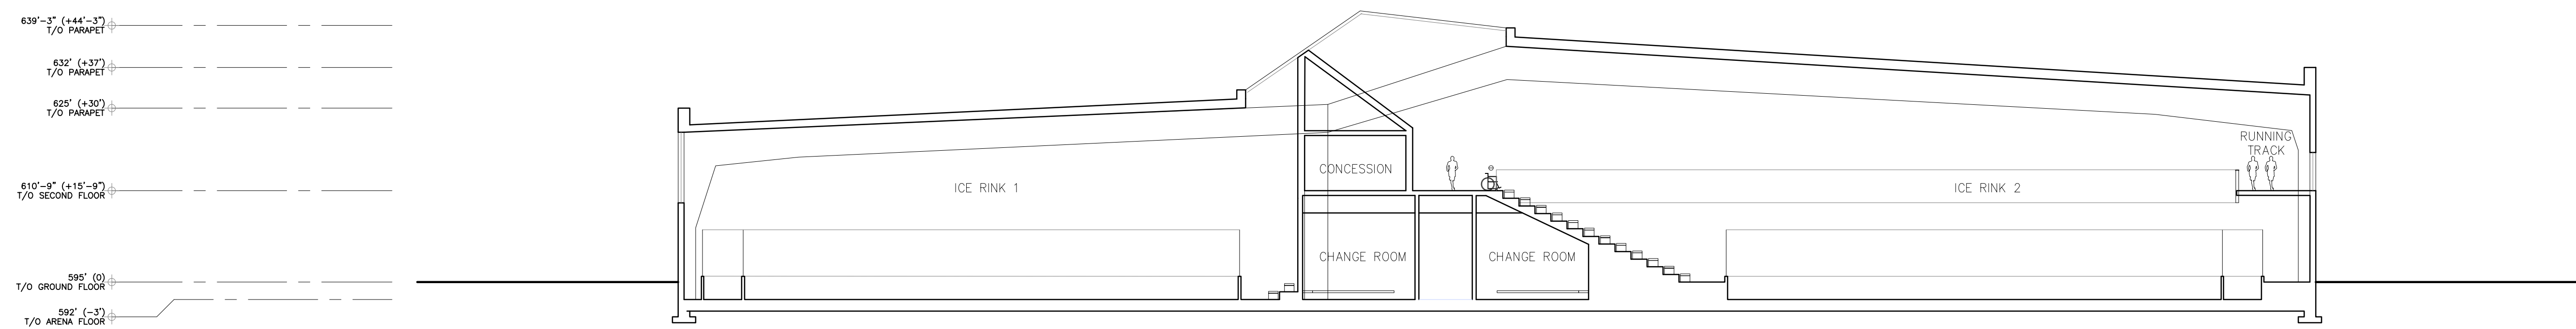 639'-3" (+44'-3")
T/O PARAPET
632' (+37')
T/O PARAPET
625' (+30')
T/O PARAPET
610'-9" (+15'-9")
T/O SECOND FLOOR
595' (0)
T/O GROUND FLOOR
592' (-3')
T/O ARENA FLOOR
ICE RINK 1
CONCESSION
CHANGE ROOM
CHANGE ROOM
ICE RINK 2
RUNNING
TRACK